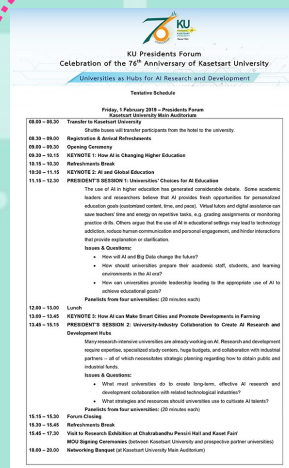 76 KU
KU Presidents Forum
Celebration of the 76th Anniversary of Kasetsart University
Universities as Hubs for AI Research and Development
Tentative Schedule
Friday, 1 February 2019 – Presidents Forum
Kasetsart University Main Auditorium
08.00 – 08.30 Transfer to Kasetsart University
Shuttle buses will transfer participants from the hotel to the university.
08.30 – 09.00 Registration & Arrival Refreshments
09.00 – 09.30 Opening Ceremony
09.30 – 10.15 KEYNOTE 1: How AI is Changing Higher Education
10.15 – 10.30 Refreshments Break
10.30 – 11.15 KEYNOTE 2: AI and Global Education
11.15 – 12.30 PRESIDENT'S SESSION 1: Universities' Choices for AI Education
The use of AI in higher education has generated considerable debate. Some academic
leaders and researchers believe that AI provides fresh opportunities for personalized
education goals (customized content, time, and pace). Virtual tutors and digital assistance can
save teachers' time and energy on repetitive tasks, e.g. grading assignments or monitoring
practice drills. Others argue that the use of AI in educational settings may lead to technology
addiction, reduce human communication and personal engagement, and hinder interactions
that provide explanation or clarification.
Issues & Questions:
• How will AI and Big Data change the future?
• How should universities prepare their academic staff, students, and learning
environments in the AI era?
• How can universities provide leadership leading to the appropriate use of AI to
achieve educational goals?
Panelists from four universities: (20 minutes each)
12.00 – 13.00 Lunch
13.00 – 13.45 KEYNOTE 3: How AI can Make Smart Cities and Promote Developments in Farming
13.45 – 15.15 PRESIDENT'S SESSION 2: University-Industry Collaboration to Create AI Research and
Development Hubs
Many research-intensive universities are already working on AI. Research and development
require expertise, specialized study centers, huge budgets, and collaboration with industrial
partners – all of which necessitates strategic planning regarding how to obtain public and
industrial funds.
Issues & Questions:
• What must universities do to create long-term, effective AI research and
development collaboration with related technological industries?
• What strategies and resources should universities use to cultivate AI talents?
Panelists from four universities: (20 minutes each)
15.15 – 15.30 Forum Closing
15.30 – 15.45 Refreshments Break
15.45 – 17.30 Visit to Research Exhibition at Chakrabandhu Pensiri Hall and Kaset Fair
MOU Signing Ceremonies (between Kasetsart University and prospective partner universities)
18.00 – 20.00 Networking Banquet (at Kasetsart University Main Auditorium)